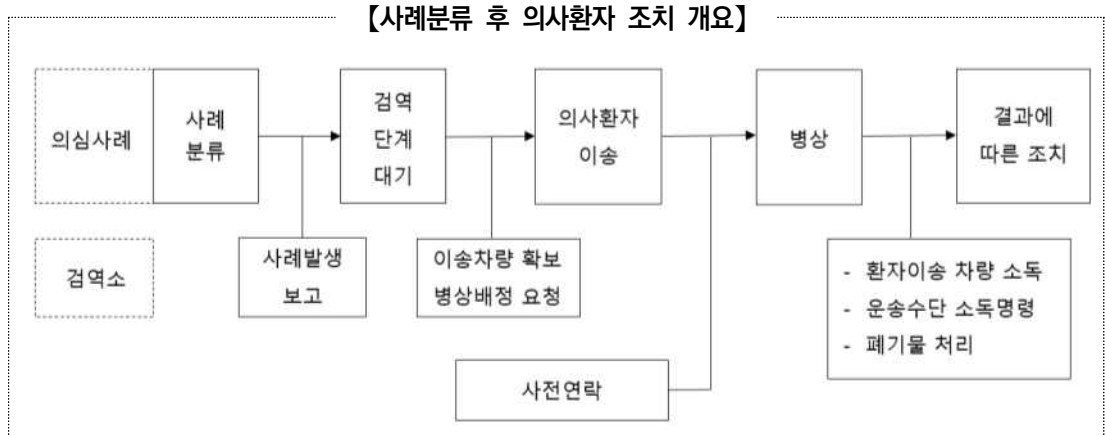 【사례분류 후 의사환자 조치 개요】
의심사례
사례
분류
검역
단계
대기
의사환자
이송
병상
결과에
따른 조치
검역소
사례발생
보고
이송차량 확보
병상배정 요청
- 환자이송 차량 소독
- 운송수단 소독명령
- 폐기물 처리
사전연락